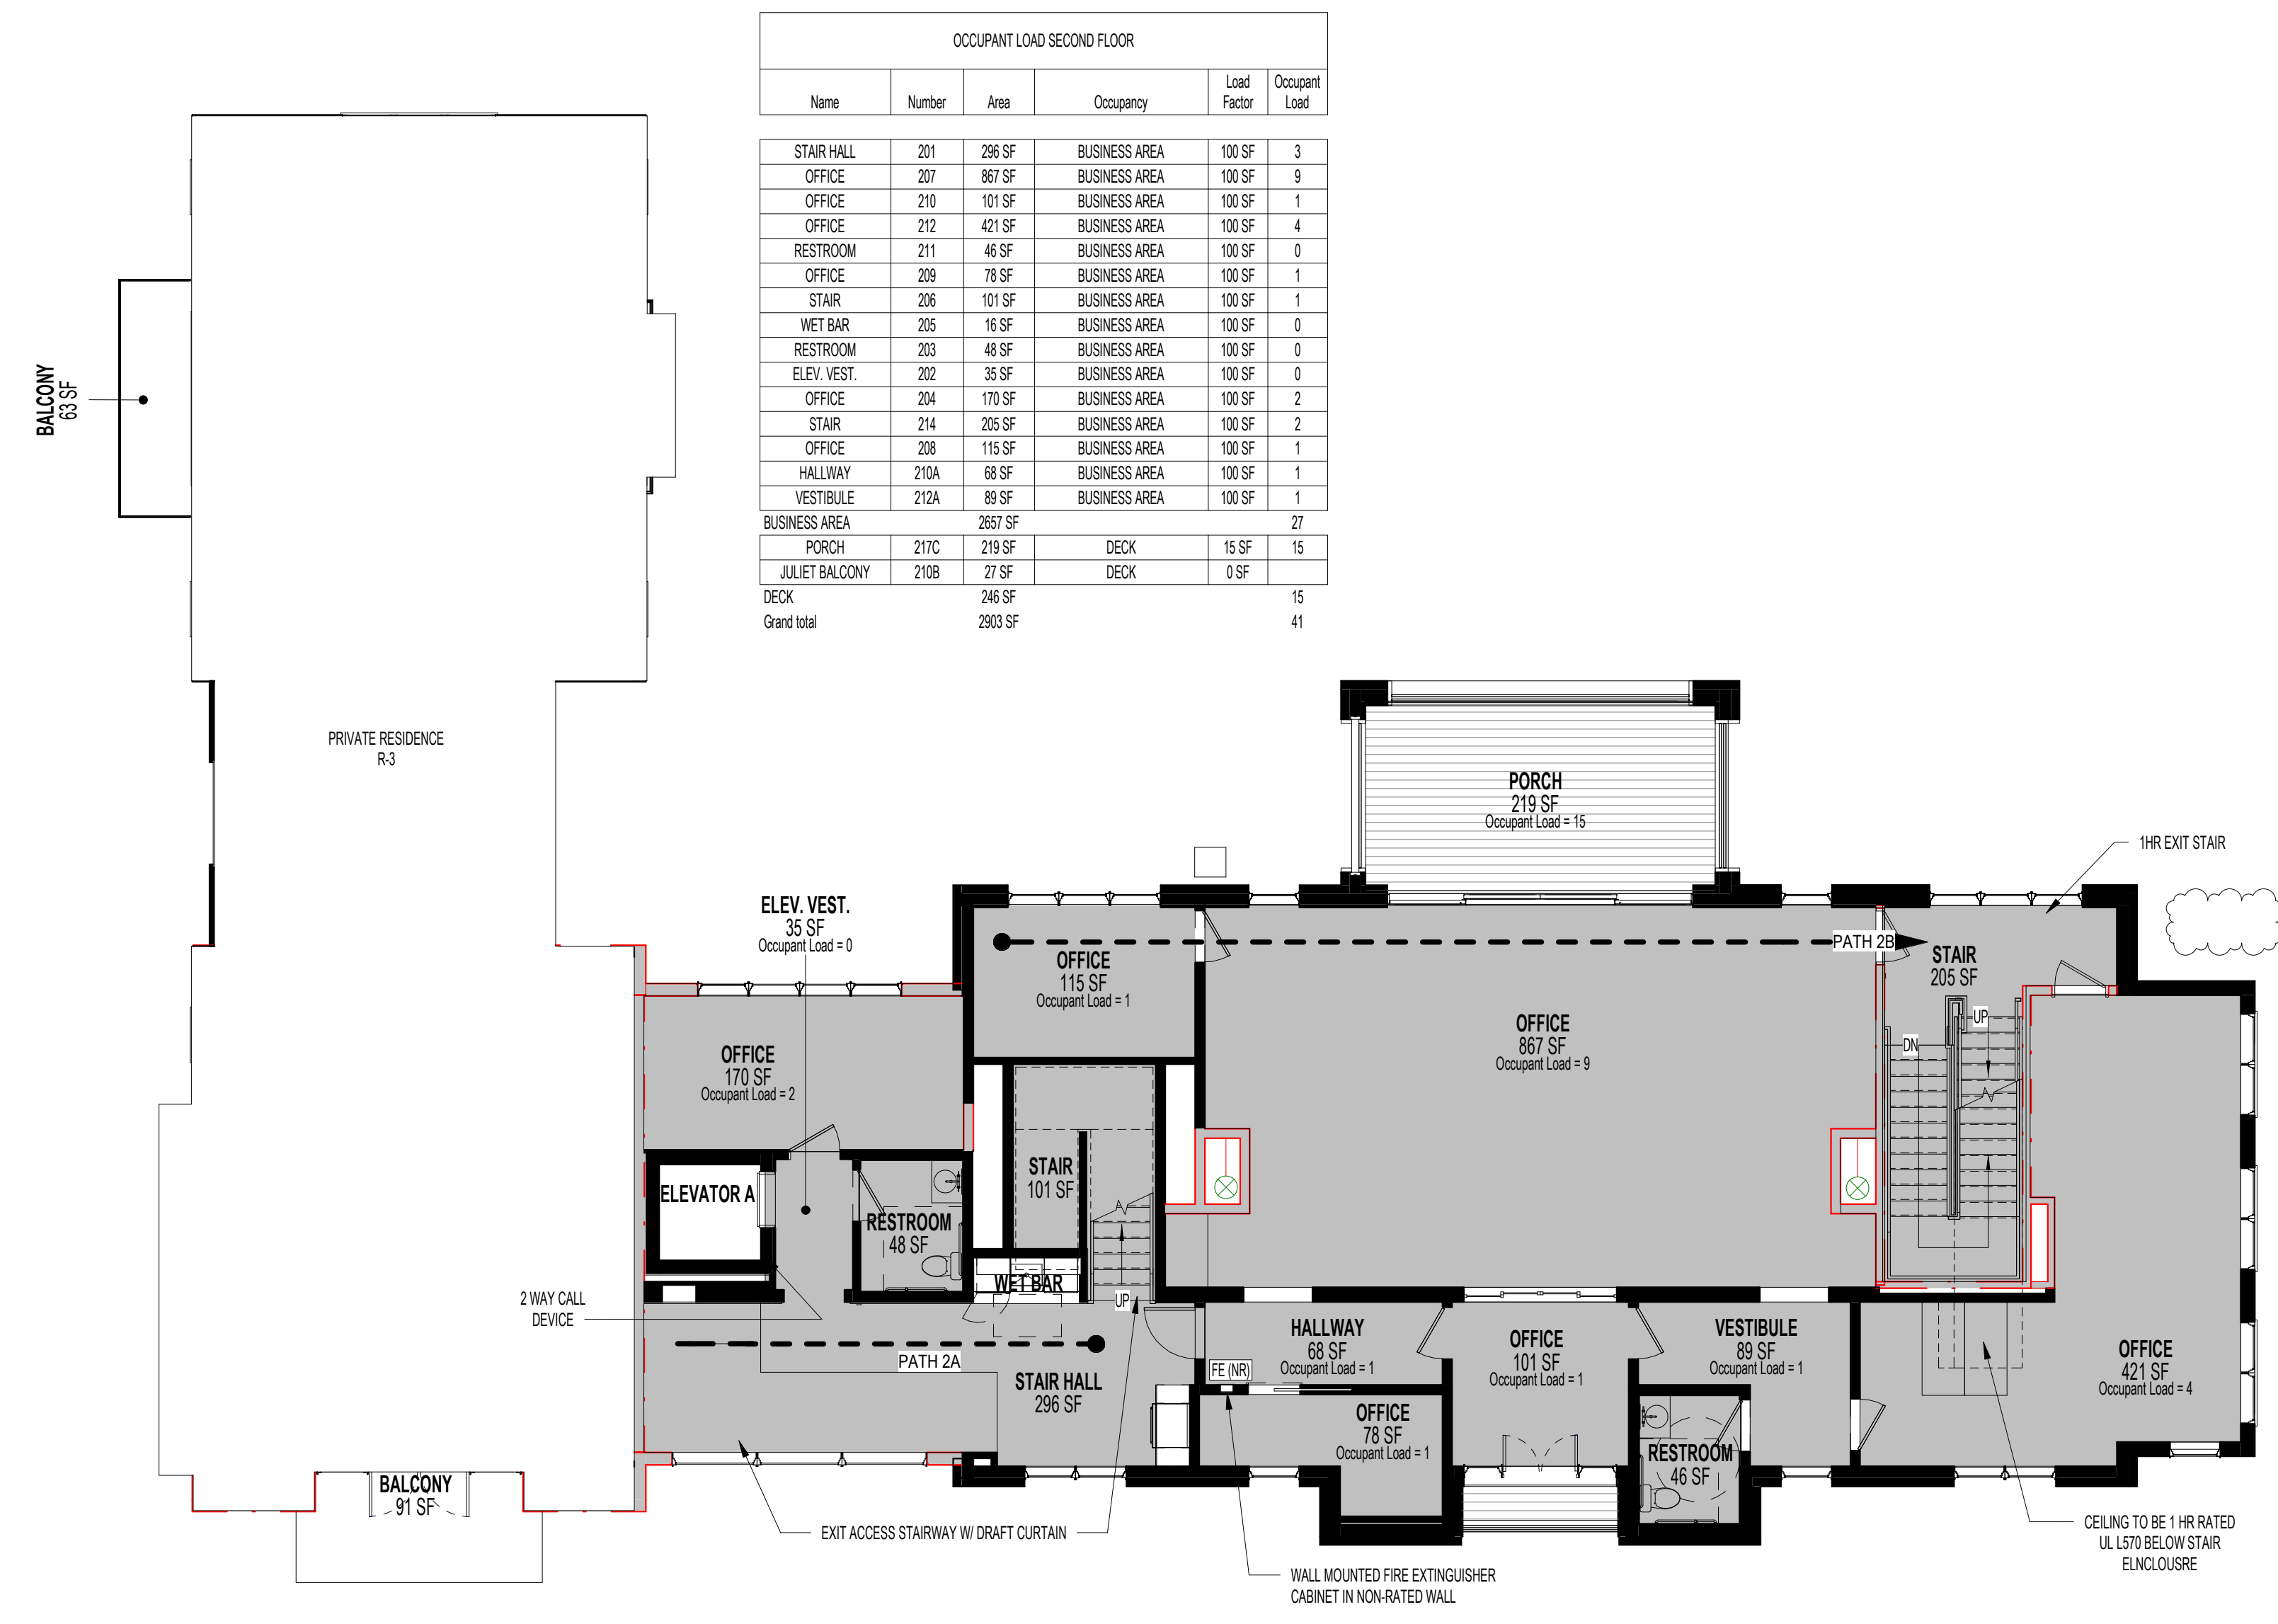 OCCUPANT LOAD SECOND FLOOR
Name Number Area Occupancy Load Factor Occupant Load
STAIR HALL 201 296 SF BUSINESS AREA 100 SF 3
OFFICE 207 867 SF BUSINESS AREA 100 SF 9
OFFICE 210 101 SF BUSINESS AREA 100 SF 1
OFFICE 212 421 SF BUSINESS AREA 100 SF 4
RESTROOM 211 46 SF BUSINESS AREA 100 SF 0
OFFICE 209 78 SF BUSINESS AREA 100 SF 1
STAIR 206 101 SF BUSINESS AREA 100 SF 1
WET BAR 205 16 SF BUSINESS AREA 100 SF 0
RESTROOM 203 48 SF BUSINESS AREA 100 SF 0
ELEV. VEST. 202 35 SF BUSINESS AREA 100 SF 0
OFFICE 204 170 SF BUSINESS AREA 100 SF 2
STAIR 214 205 SF BUSINESS AREA 100 SF 2
OFFICE 208 115 SF BUSINESS AREA 100 SF 1
HALLWAY 210A 68 SF BUSINESS AREA 100 SF 1
VESTIBULE 212A 89 SF BUSINESS AREA 100 SF 1
BUSINESS AREA 2657 SF 27
PORCH 217C 219 SF DECK 15 SF 15
JULIET BALCONY 210B 27 SF DECK 0 SF
DECK 246 SF 15
Grand total 2903 SF 41
BALCONY
63 SF
PRIVATE RESIDENCE
R-3
PORCH
219 SF
Occupant Load = 15
1HR EXIT STAIR
ELEV. VEST.
35 SF
Occupant Load = 0
PATH 2B
OFFICE
115 SF
Occupant Load = 1
STAIR
205 SF
UP
DN
OFFICE
867 SF
Occupant Load = 9
OFFICE
170 SF
Occupant Load = 2
STAIR
101 SF
ELEVATOR A
RESTROOM
48 SF
WET BAR
UP
2 WAY CALL
DEVICE
PATH 2A
STAIR HALL
296 SF
HALLWAY
68 SF
Occupant Load = 1
FE (NR)
OFFICE
101 SF
Occupant Load = 1
VESTIBULE
89 SF
Occupant Load = 1
OFFICE
421 SF
Occupant Load = 4
OFFICE
78 SF
Occupant Load = 1
RESTROOM
46 SF
BALCONY
91 SF
EXIT ACCESS STAIRWAY W/ DRAFT CURTAIN
WALL MOUNTED FIRE EXTINGUISHER
CABINET IN NON-RATED WALL
CEILING TO BE 1 HR RATED
UL L570 BELOW STAIR
ELNCLOUSRE